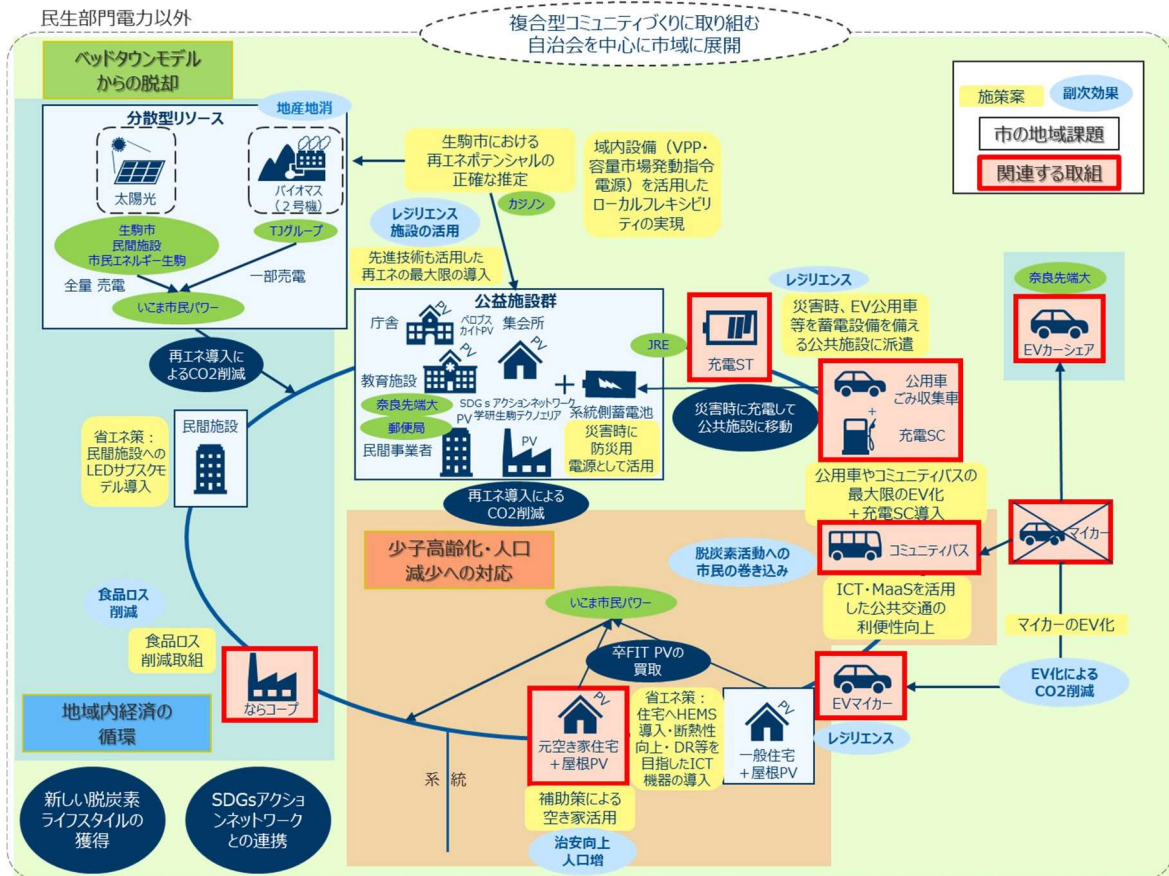 民生部門電力以外
複合型コミュニティづくりに取り組む
自治会を中心に市域に展開
ベッドタウンモデル
からの脱却
地産地消
分散型リソース
太陽光
バイオマス
(2号機)
生駒市
民間施設
市民エネルギー生駒
TJグループ
全量 売電
一部売電
いこま市民パワー
生駒市における
再エネポテンシャルの
正確な推定
カジノン
域内設備（VPP・
容量市場発動指令
電源）を活用した
ローカルフレキシビリ
ティの実現
施策案
副次効果
市の地域課題
関連する取組
レジリエンス
施設の活用
先進技術も活用した
再エネの最大限の導入
公益施設群
庁舎
PV
ペロブス
カイトPV
集会所
PV
教育施設
PV
奈良先端大
郵便局
SDGｓアクションネットワーク
学研生駒テクノエリア
PV
民間事業者
PV
＋
系統側蓄電池
災害時に
防災用
電源として活用
JRE
充電ST
レジリエンス
災害時、EV公用車
等を蓄電設備を備え
る公共施設に派遣
奈良先端大
EVカーシェア
公用車
ごみ収集車
+
充電SC
災害時に充電して
公共施設に移動
再エネ導入に
よるCO2削減
省エネ策：
民間施設への
LEDサブスクモ
デル導入
民間施設
再エネ導入による
CO2削減
公用車やコミュニティバスの
最大限のEV化
＋充電SC導入
コミュニティバス
マイカー
少子高齢化・人口
減少への対応
脱炭素活動への
市民の巻き込み
ICT・MaaSを活用
した公共交通の
利便性向上
マイカーのEV化
EV化による
CO2削減
食品ロス
削減
食品ロス
削減取組
ならコープ
いこま市民パワー
卒FIT PVの
買取
EVマイカー
レジリエンス
地域内経済の
循環
系 統
PV
元空き家住宅
＋屋根PV
省エネ策：
住宅へHEMS
導入・断熱性
向上・DR等を
目指したICT
機器の導入
PV
一般住宅
＋屋根PV
補助策による
空き家活用
治安向上
人口増
新しい脱炭素
ライフスタイルの
獲得
SDGsアクショ
ンネットワーク
との連携